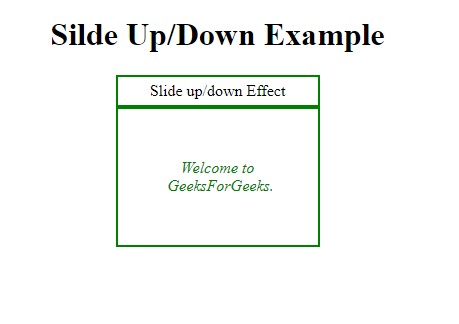 Silde Up/Down Example
Slide up/down Effect
Welcome to
GeeksForGeeks.